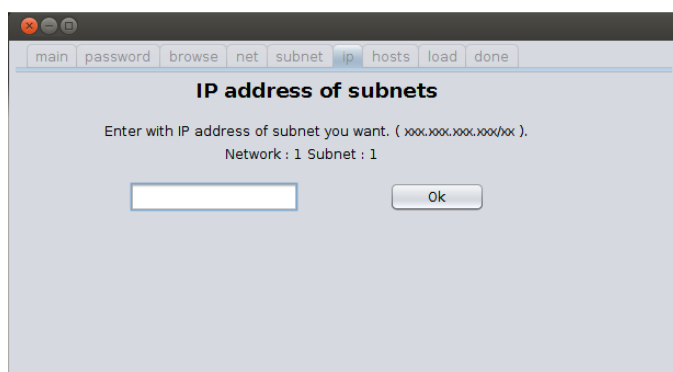 main password browse net subnet ip hosts load done
IP address of subnets
Enter with IP address of subnet you want. ( xxx.xxx.xxx.xxx/xx ).
Network : 1 Subnet : 1
Ok